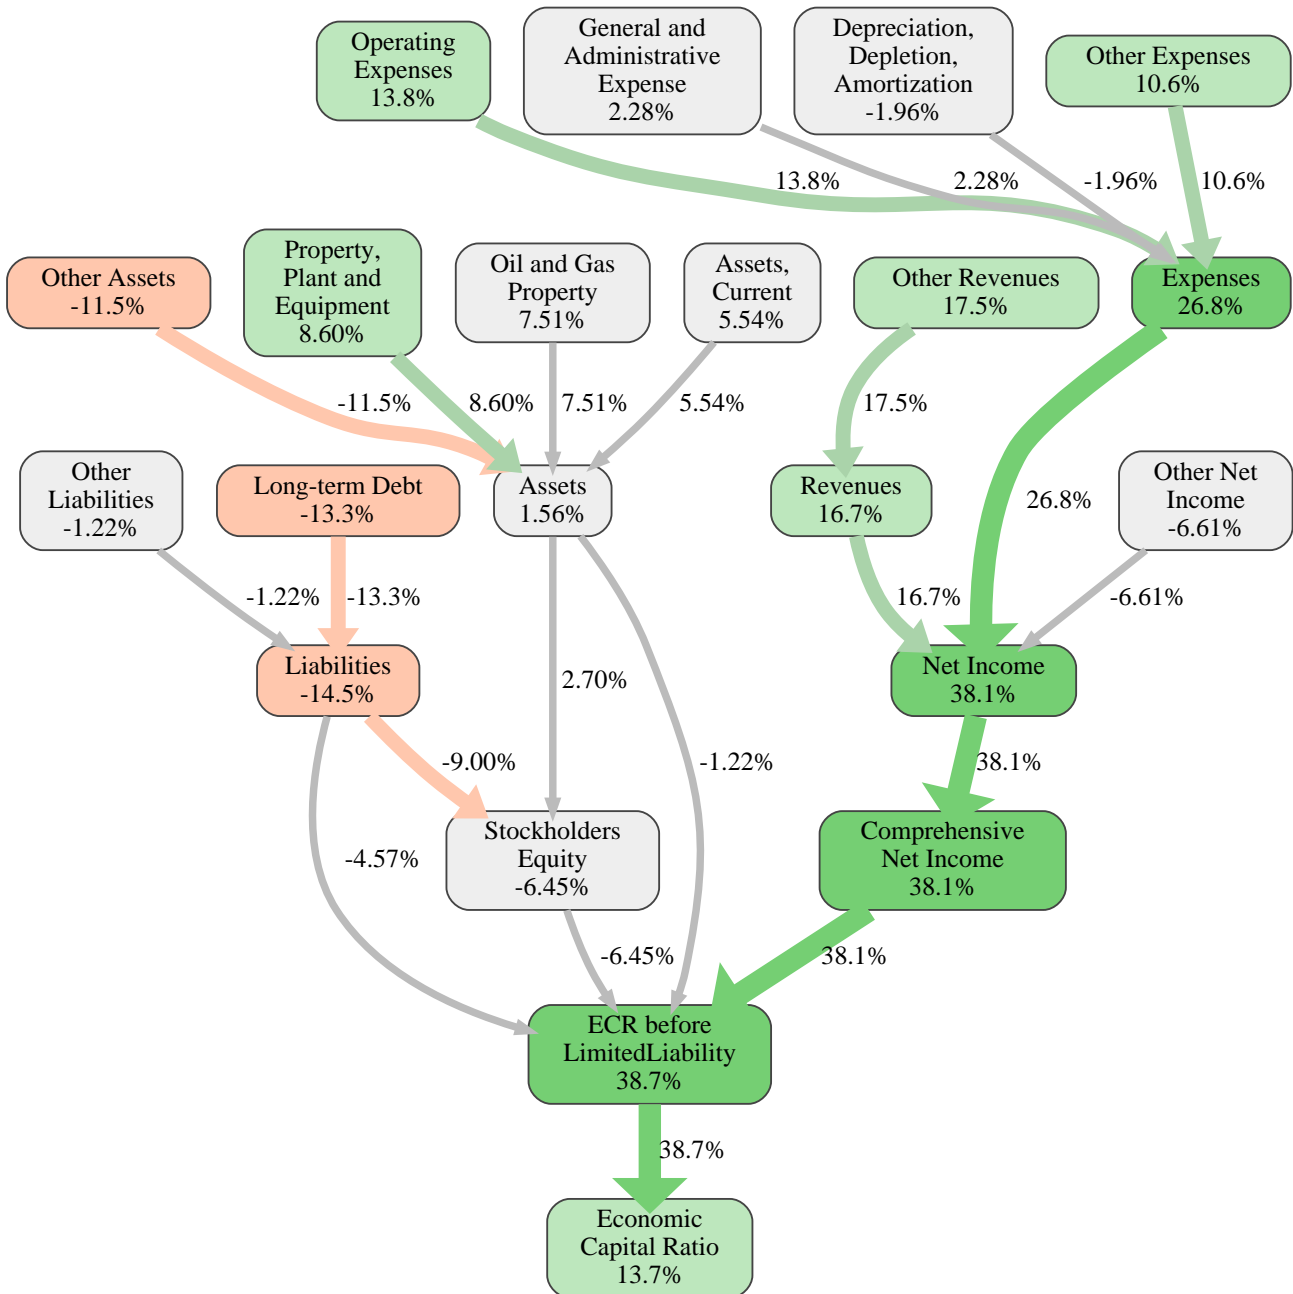 Operating
Expenses
13.8%
General and
Administrative
Expense
2.28%
Depreciation,
Depletion,
Amortization
-1.96%
Other Expenses
10.6%
13.8%
2.28%
-1.96%
10.6%
Other Assets
-11.5%
Property,
Plant and
Equipment
8.60%
Oil and Gas
Property
7.51%
Assets,
Current
5.54%
Other Revenues
17.5%
Expenses
26.8%
-11.5%
8.60%
7.51%
5.54%
17.5%
Other
Liabilities
-1.22%
Long-term Debt
-13.3%
Assets
1.56%
Revenues
16.7%
26.8%
Other Net
Income
-6.61%
-1.22%
-13.3%
16.7%
-6.61%
Liabilities
-14.5%
2.70%
Net Income
38.1%
-9.00%
-1.22%
38.1%
-4.57%
Stockholders
Equity
-6.45%
Comprehensive
Net Income
38.1%
-6.45%
38.1%
ECR before
LimitedLiability
38.7%
38.7%
Economic
Capital Ratio
13.7%